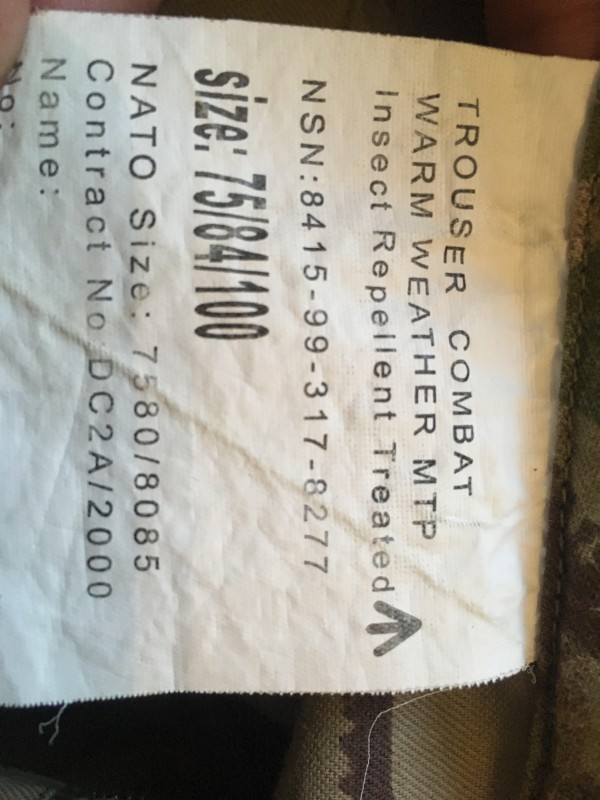 TROUSER COMBAT
WARM WEATHER MTP
Insect Repellent Treated
NSN:8415-99-317-8277
size: 75/84/100
NATO Size: 7580/8085
Contract No:DC2A/2000
Name:
No: